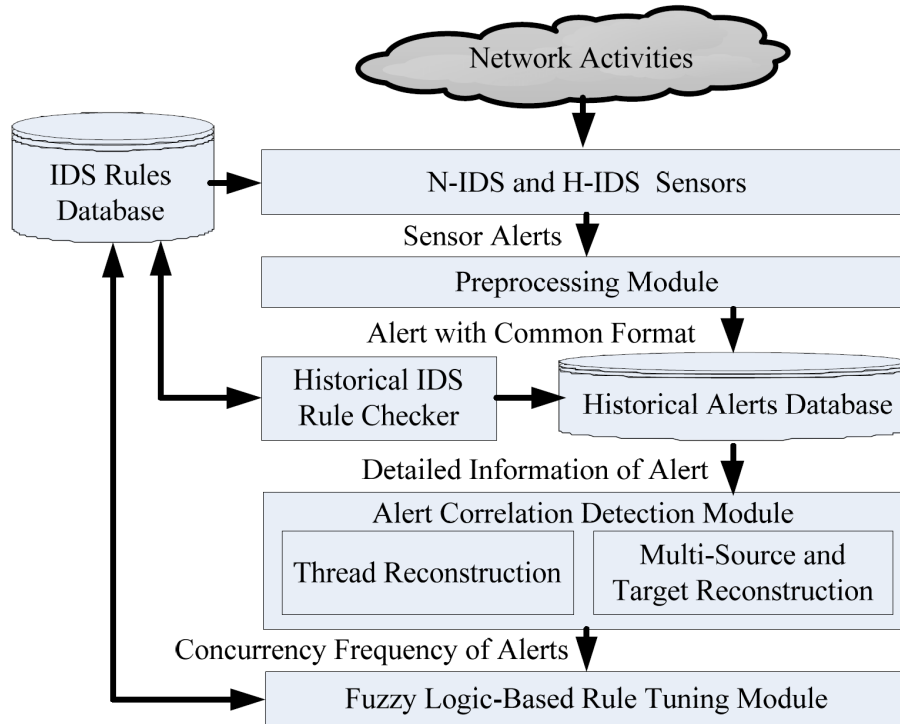 Network Activities
IDS Rules
Database
N-IDS and H-IDS Sensors
Sensor Alerts
Preprocessing Module
Alert with Common Format
Historical IDS
Rule Checker
Historical Alerts Database
Detailed Information of Alert
Alert Correlation Detection Module
Thread Reconstruction
Multi-Source and
Target Reconstruction
Concurrency Frequency of Alerts
Fuzzy Logic-Based Rule Tuning Module